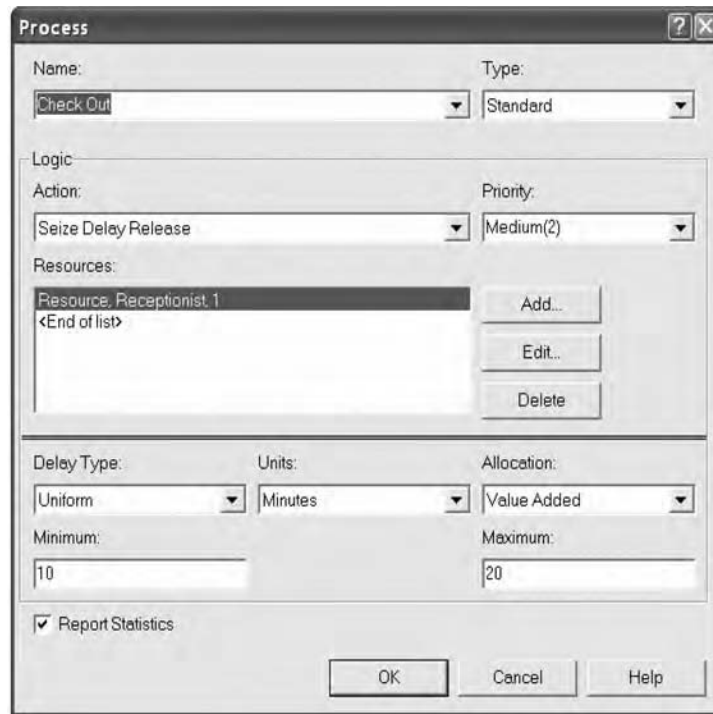 Process
Name: Type:
Check Out Standard
Logic
Action: Priority:
Seize Delay Release Medium(2)
Resources:
Resource, Receptionist, 1
<End of list>
Add...
Edit...
Delete
Delay Type: Units: Allocation:
Uniform Minutes Value Added
Minimum: Maximum:
10 20
Report Statistics
OK Cancel Help